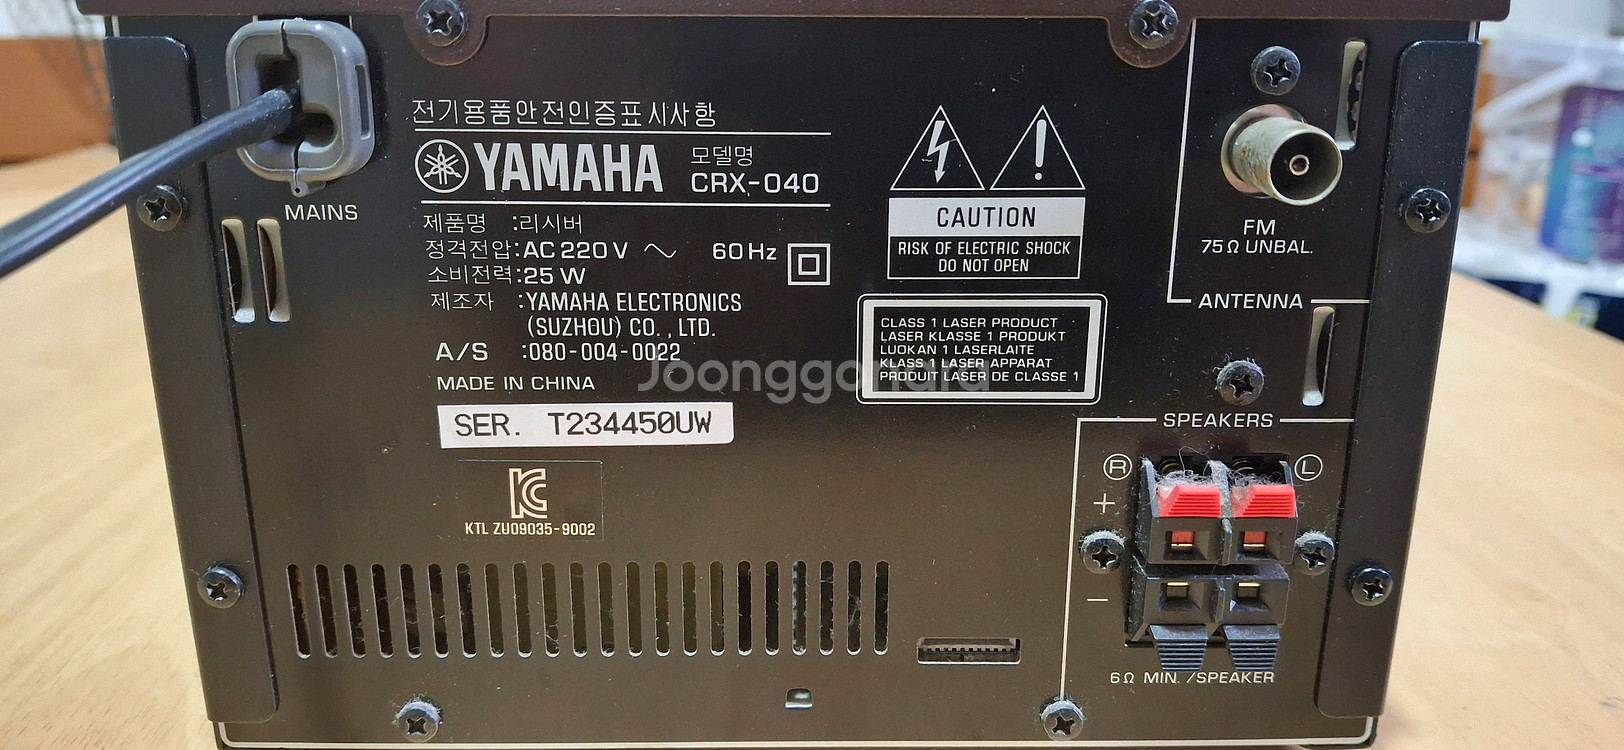 전기용품안전인증표시사항
YAMAHA 모델명
CRX-040
제품명 :리시버
정격전압:AC 220V ~ 60Hz
소비전력:25W
제조자 :YAMAHA ELECTRONICS
(SUZHOU) CO., LTD.
A/S :080-004-0022
MADE IN CHINA
SER. T234450UW
KC
KTL ZU09035-9002
MAINS
CAUTION
RISK OF ELECTRIC SHOCK
DO NOT OPEN
CLASS 1 LASER PRODUCT
LASER KLASSE 1 PRODUKT
LUOKAN 1 LASERLAITE
KLASS 1 LASER APPARAT
PRODUIT LASER DE CLASSE 1
FM
75Ω UNBAL.
ANTENNA
SPEAKERS
R L
+
−
6Ω MIN. /SPEAKER
Joonggonara